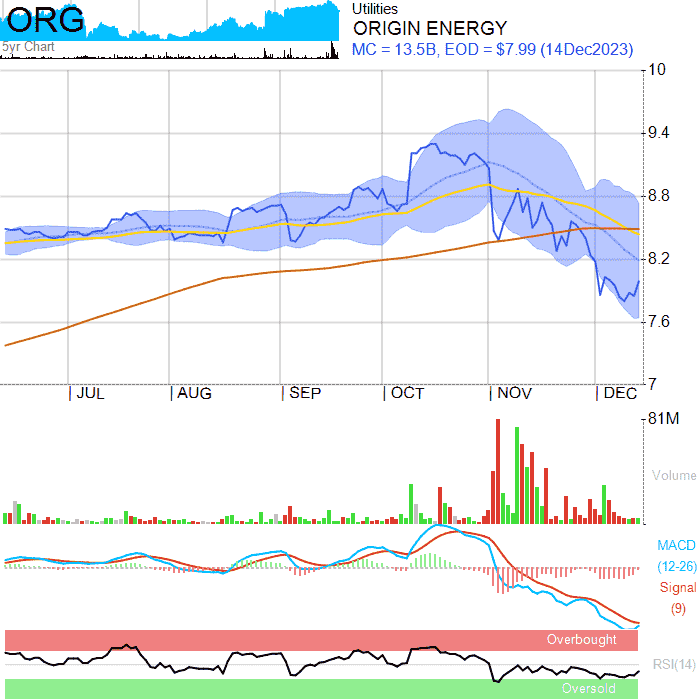 ORG
5yr Chart
Utilities
ORIGIN ENERGY
MC = 13.5B, EOD = $7.99 (14Dec2023)
10
9.4
8.8
8.2
7.6
7
JUL
AUG
SEP
OCT
NOV
DEC
81M
Volume
MACD
(12-26)
Signal
(9)
Overbought
RSI(14)
Oversold